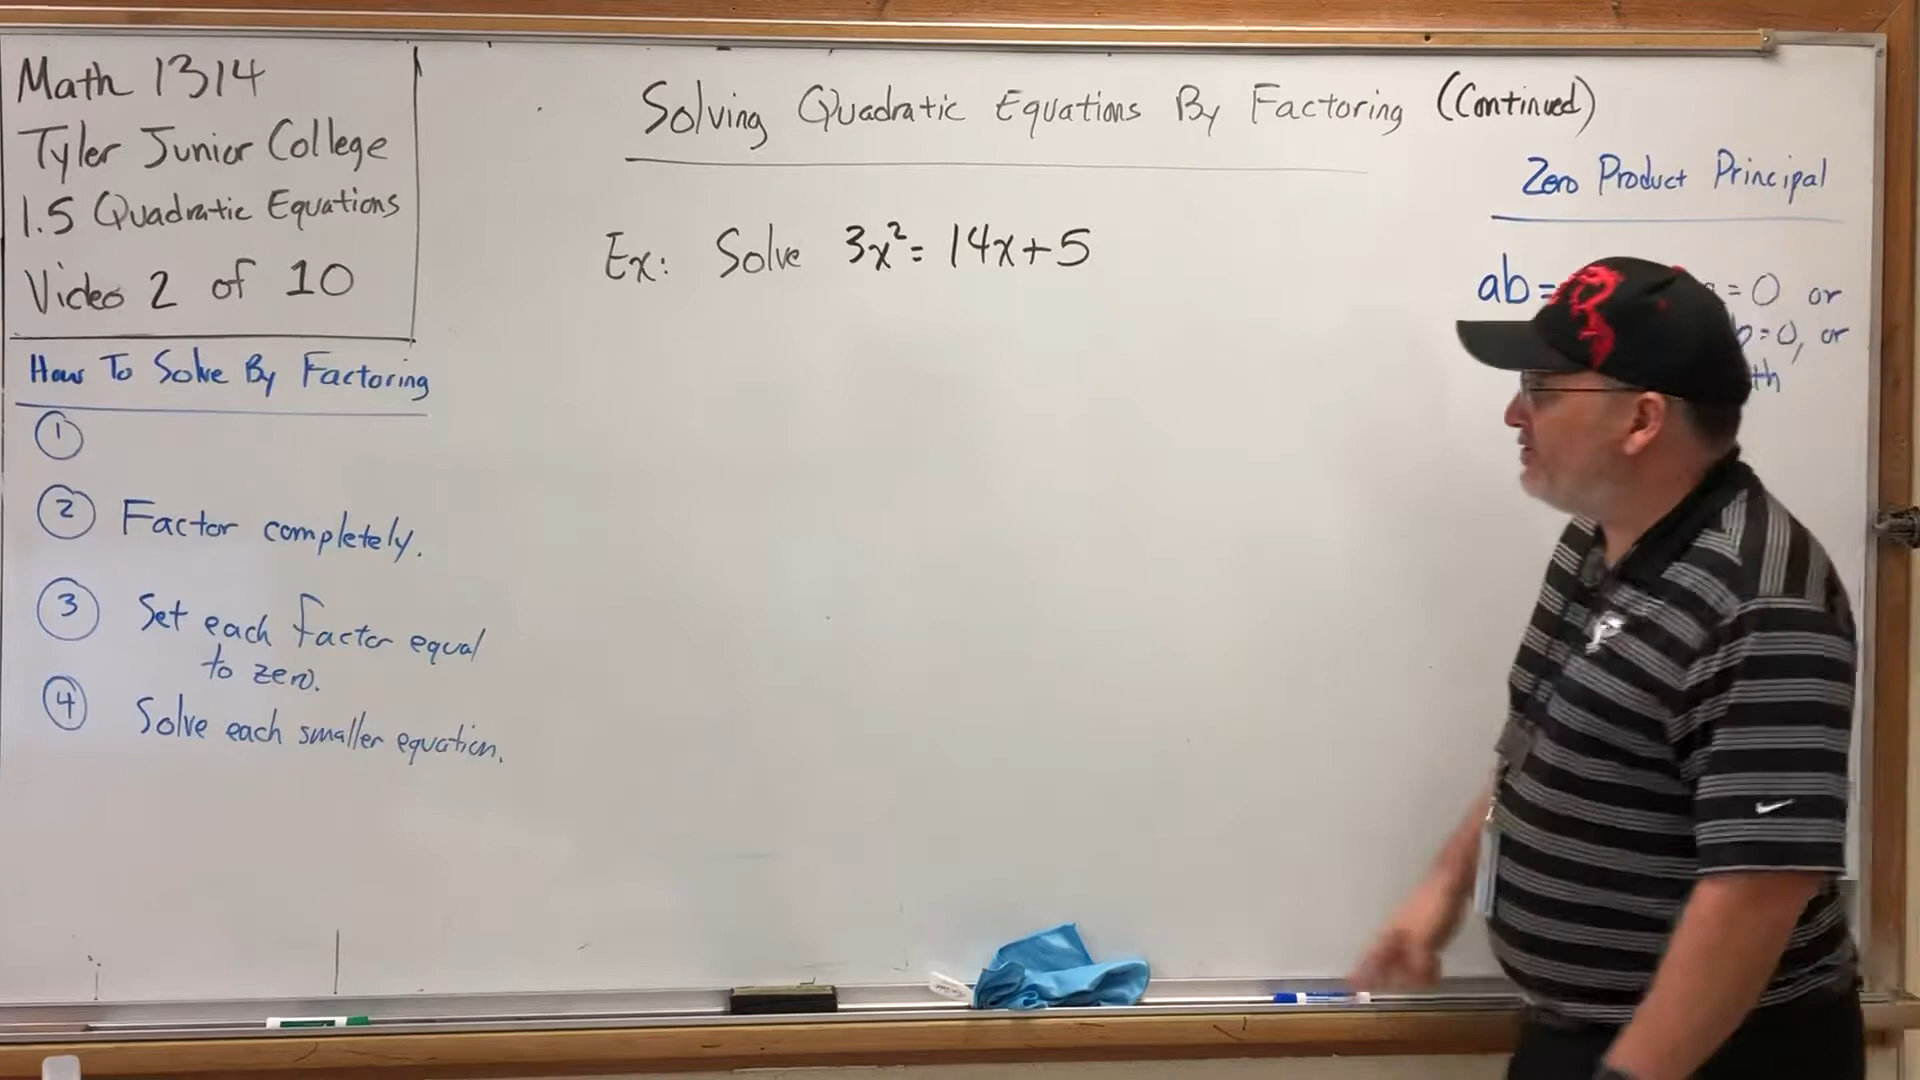 Math 1314
Tyler Junior College
1.5 Quadratic Equations
Video 2 of 10
How To Solve By Factoring
1
2 Factor completely.
3 Set each factor equal
to zero.
4 Solve each smaller equation.
Solving Quadratic Equations By Factoring (Continued)
Ex: Solve 3x²= 14x+5
Zero Product Principal
ab= = 0 or
b=0, or